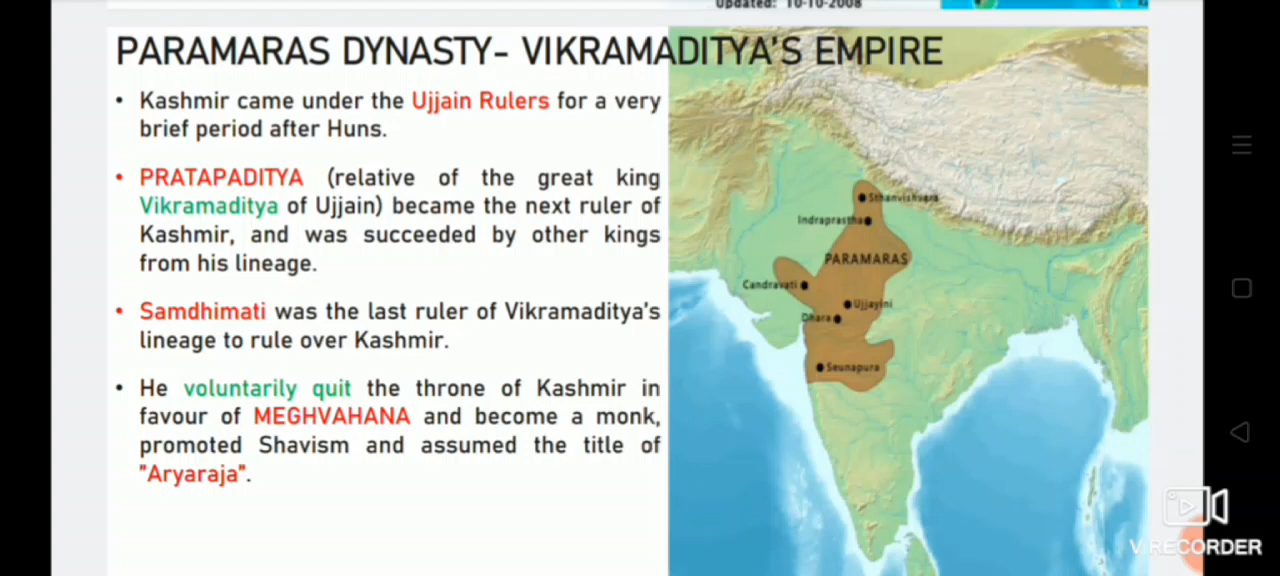 Updated: 10-10-2008
PARAMARAS DYNASTY- VIKRAMADITYA'S EMPIRE
• Kashmir came under the Ujjain Rulers for a very
brief period after Huns.
• PRATAPADITYA (relative of the great king
Vikramaditya of Ujjain) became the next ruler of
Kashmir, and was succeeded by other kings
from his lineage.
• Samdhimati was the last ruler of Vikramaditya's
lineage to rule over Kashmir.
• He voluntarily quit the throne of Kashmir in
favour of MEGHVAHANA and become a monk,
promoted Shavism and assumed the title of
"Aryaraja".
Sthanvishvara
Indraprastha
PARAMARAS
Candravati
Ujjayini
Dhara
Seunapura
V RECORDER